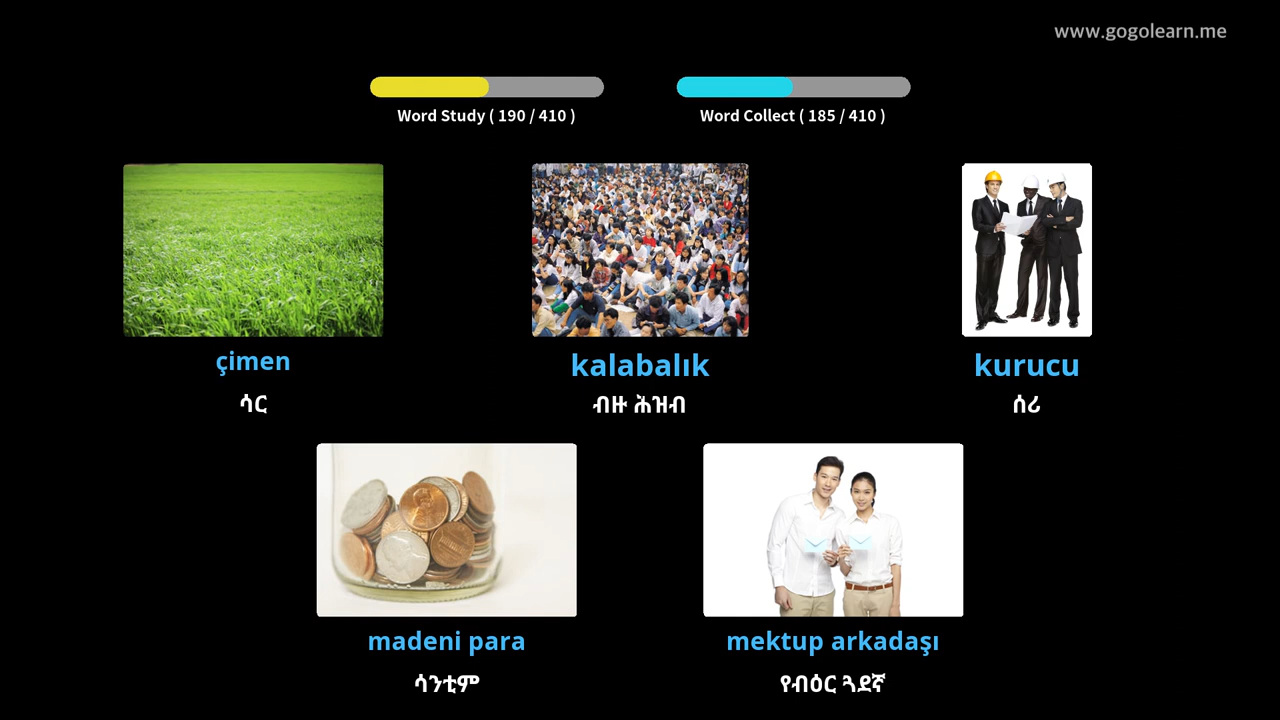 www.gogolearn.me
Word Study ( 190 / 410 )
Word Collect ( 185 / 410 )
çimen
ሳር
kalabalık
ብዙ ሕዝብ
kurucu
ሰሪ
madeni para
ሳንቲም
mektup arkadaşı
የብዕር ጓደኛ